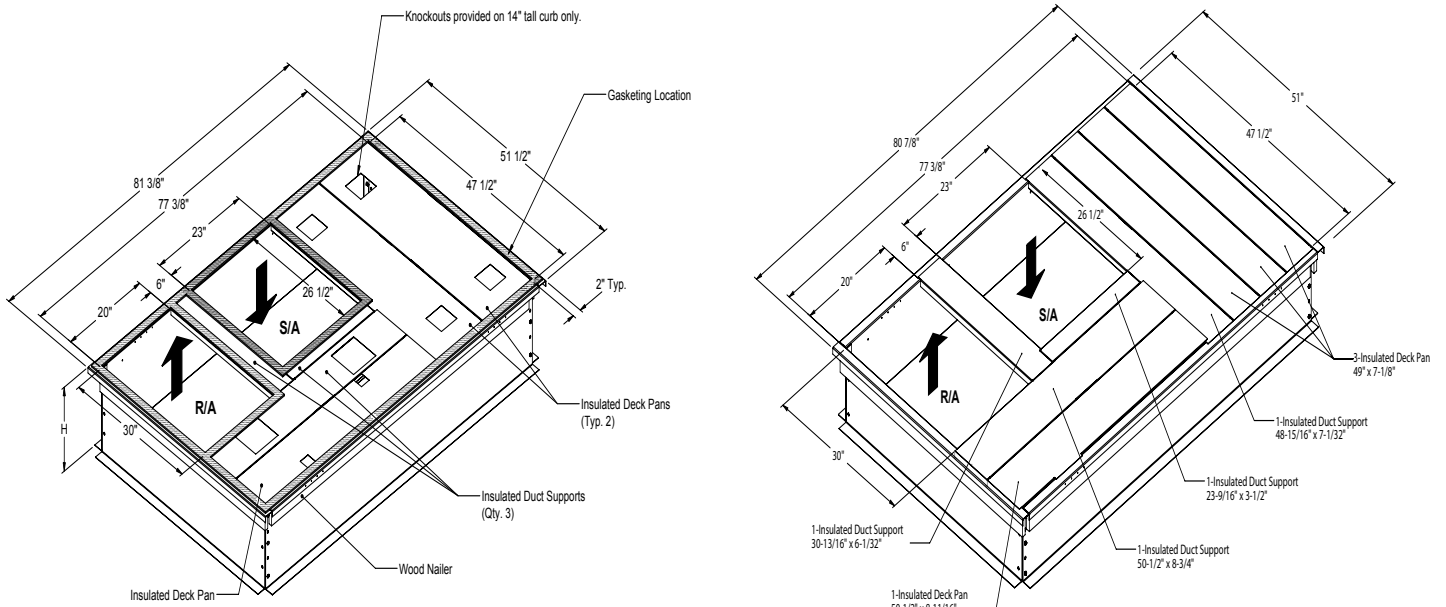 Knockouts provided on 14" tall curb only.
Gasketing Location
51 1/2"
47 1/2"
81 3/8"
77 3/8"
23"
6"
20"
26 1/2"
2" Typ.
S/A
R/A
H
30"
Insulated Deck Pans
(Typ. 2)
Insulated Duct Supports
(Qty. 3)
Wood Nailer
Insulated Deck Pan
51"
47 1/2"
80 7/8"
77 3/8"
23"
26 1/2"
6"
20"
S/A
R/A
30"
3-Insulated Deck Pan
49" x 7-1/8"
1-Insulated Duct Support
48-15/16" x 7-1/32"
1-Insulated Duct Support
23-9/16" x 3-1/2"
1-Insulated Duct Support
30-13/16" x 6-1/32"
1-Insulated Duct Support
50-1/2" x 8-3/4"
1-Insulated Deck Pan